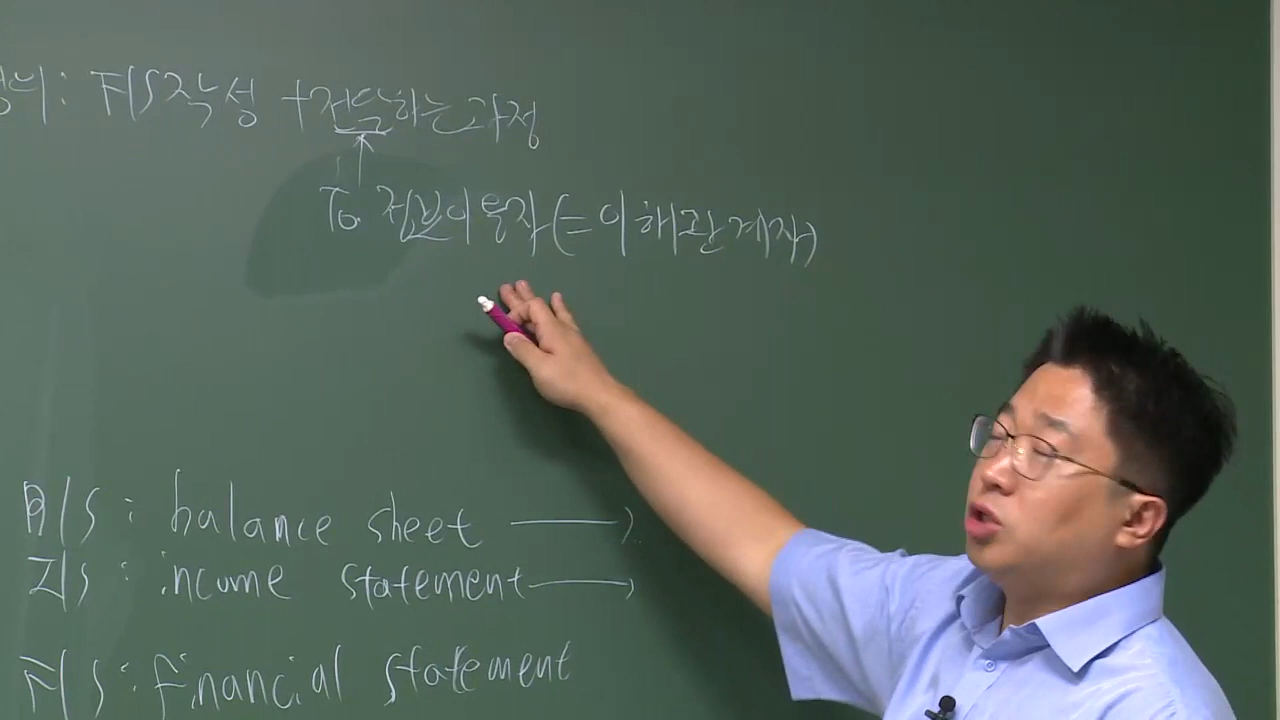 정의: F/S작성 + 전달하는과정
To. 정보이용자(=이해관계자)
B/S : balance sheet →
I/S : income statement →
F/S : financial statement